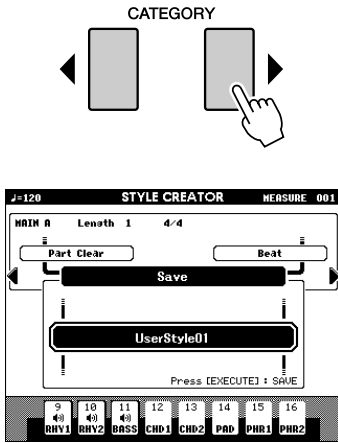 CATEGORY
♩=120 STYLE CREATOR MEASURE 001
MAIN A Length 1 4/4
Part Clear Beat
Save
UserStyle01
Press [EXECUTE] : SAVE
9 10 11 12 13 14 15 16
RHY1 RHY2 BASS CHD1 CHD2 PAD PHR1 PHR2